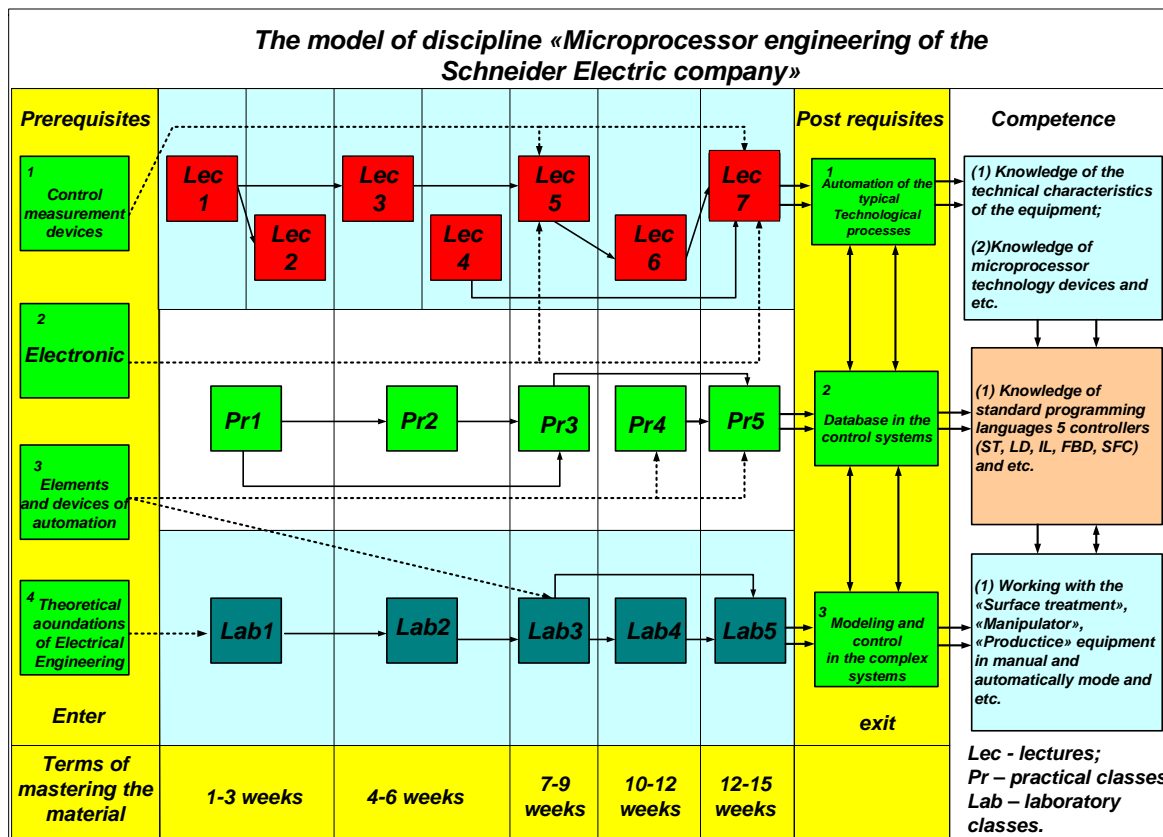 The model of discipline «Microprocessor engineering of the
Schneider Electric company»
Prerequisites
1
Control
measurement
devices
2
Electronic
3
Elements
and devices of
automation
4
Theoretical
aoundations
of Electrical
Engineering
Enter
Terms of
mastering the
material
Lec
1
Lec
2
Lec
3
Lec
4
Lec
5
Lec
6
Lec
7
Pr1
Pr2
Pr3
Pr4
Pr5
Lab1
Lab2
Lab3
Lab4
Lab5
1-3 weeks
4-6 weeks
7-9
weeks
10-12
weeks
12-15
weeks
Post requisites
1
Automation of the
typical
Technological
processes
2
Database in the
control systems
3
Modeling and
control
in the complex
systems
exit
Competence
(1) Knowledge of the
technical characteristics
of the equipment;
(2)Knowledge of
microprocessor
technology devices and
etc.
(1) Knowledge of
standard programming
languages 5 controllers
(ST, LD, IL, FBD, SFC)
and etc.
(1) Working with the
«Surface treatment»,
«Manipulator»,
«Productice» equipment
in manual and
automatically mode and
etc.
Lec - lectures;
Pr – practical classes
Lab – laboratory
classes.